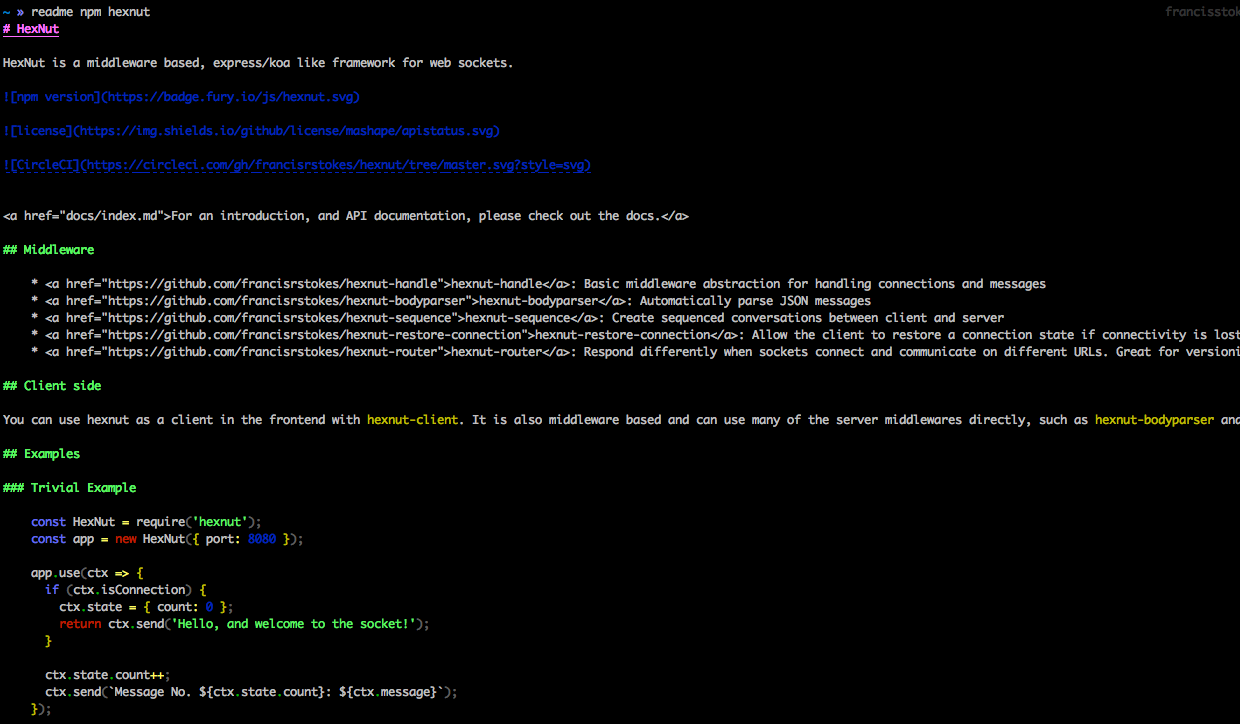 ~ » readme npm hexnut francisstok
# HexNut
HexNut is a middleware based, express/koa like framework for web sockets.
![npm version](https://badge.fury.io/js/hexnut.svg)
![license](https://img.shields.io/github/license/mashape/apistatus.svg)
![CircleCI](https://circleci.com/gh/francisrstokes/hexnut/tree/master.svg?style=svg)
<a href="docs/index.md">For an introduction, and API documentation, please check out the docs.</a>
## Middleware
* <a href="https://github.com/francisrstokes/hexnut-handle">hexnut-handle</a>: Basic middleware abstraction for handling connections and messages
* <a href="https://github.com/francisrstokes/hexnut-bodyparser">hexnut-bodyparser</a>: Automatically parse JSON messages
* <a href="https://github.com/francisrstokes/hexnut-sequence">hexnut-sequence</a>: Create sequenced conversations between client and server
* <a href="https://github.com/francisrstokes/hexnut-restore-connection">hexnut-restore-connection</a>: Allow the client to restore a connection state if connectivity is lost
* <a href="https://github.com/francisrstokes/hexnut-router">hexnut-router</a>: Respond differently when sockets connect and communicate on different URLs. Great for versioni
## Client side
You can use hexnut as a client in the frontend with hexnut-client. It is also middleware based and can use many of the server middlewares directly, such as hexnut-bodyparser and
## Examples
### Trivial Example
const HexNut = require('hexnut');
const app = new HexNut({ port: 8080 });
app.use(ctx => {
if (ctx.isConnection) {
ctx.state = { count: 0 };
return ctx.send('Hello, and welcome to the socket!');
}
ctx.state.count++;
ctx.send(`Message No. ${ctx.state.count}: ${ctx.message}`);
});